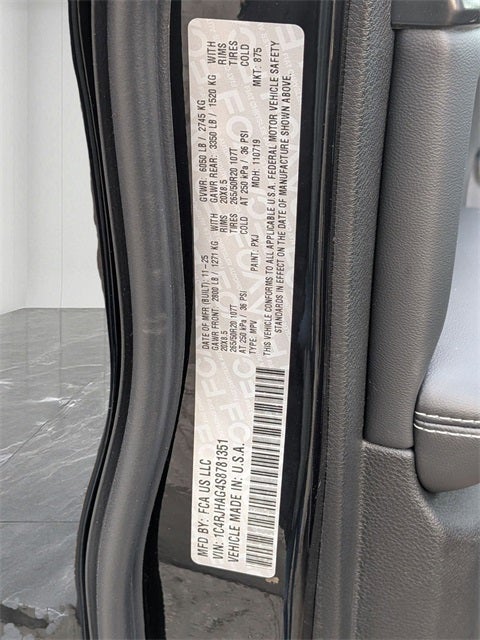 MFD BY: FCA US LLC
1C4RJHAG4S8781351
VEHICLE MADE IN: U.S.A.
DATE OF MFR (BUILT): 11-25 GVWR: 6050 LB / 2745 KG
GAWR FRONT: 2800 LB / 1271 KG WITH GAWR REAR: 3350 LB / 1520 KG WITH
20X8.5 RIMS 20X8.5 RIMS
265/50R20 107T TIRES 265/50R20 107T TIRES
AT 250 kPa / 36 PSI COLD AT 250 kPa / 36 PSI COLD
TYPE: MPV PAINT: PXJ MDH: 110719 MKT: 875
THIS VEHICLE CONFORMS TO ALL APPLICABLE U.S.A. FEDERAL MOTOR VEHICLE SAFETY
STANDARDS IN EFFECT ON THE DATE OF MANUFACTURE SHOWN ABOVE.